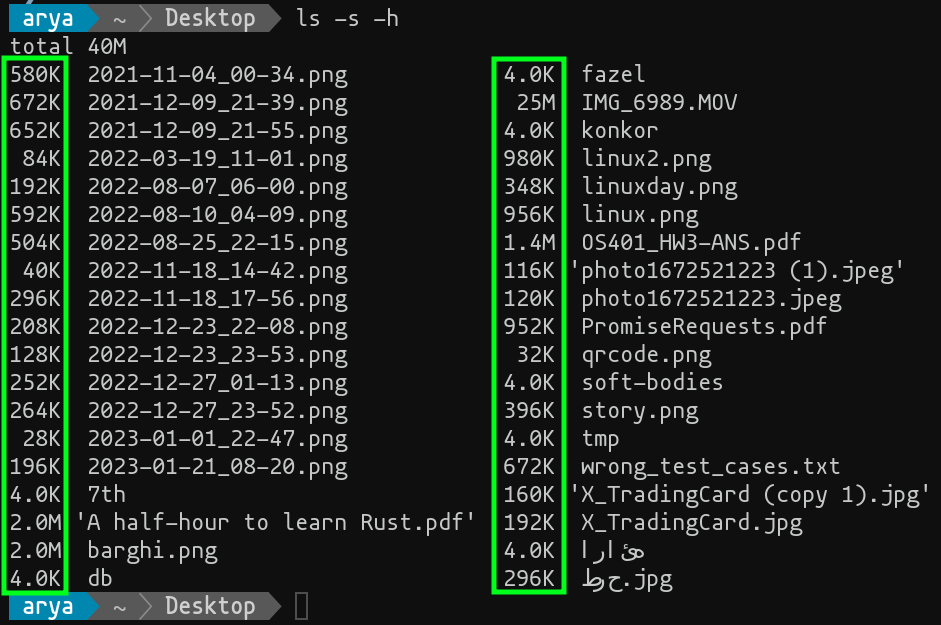 arya ~ Desktop ls -s -h
total 40M
580K 2021-11-04_00-34.png 4.0K fazel
672K 2021-12-09_21-39.png 25M IMG_6989.MOV
652K 2021-12-09_21-55.png 4.0K konkor
84K 2022-03-19_11-01.png 980K linux2.png
192K 2022-08-07_06-00.png 348K linuxday.png
592K 2022-08-10_04-09.png 956K linux.png
504K 2022-08-25_22-15.png 1.4M OS401_HW3-ANS.pdf
40K 2022-11-18_14-42.png 116K 'photo1672521223 (1).jpeg'
296K 2022-11-18_17-56.png 120K photo1672521223.jpeg
208K 2022-12-23_22-08.png 952K PromiseRequests.pdf
128K 2022-12-23_23-53.png 32K qrcode.png
252K 2022-12-27_01-13.png 4.0K soft-bodies
264K 2022-12-27_23-52.png 396K story.png
28K 2023-01-01_22-47.png 4.0K tmp
196K 2023-01-21_08-20.png 672K wrong_test_cases.txt
4.0K 7th 160K 'X_TradingCard (copy 1).jpg'
2.0M 'A half-hour to learn Rust.pdf' 192K X_TradingCard.jpg
2.0M barghi.png 4.0K
4.0K db 296K .jpg
arya ~ Desktop